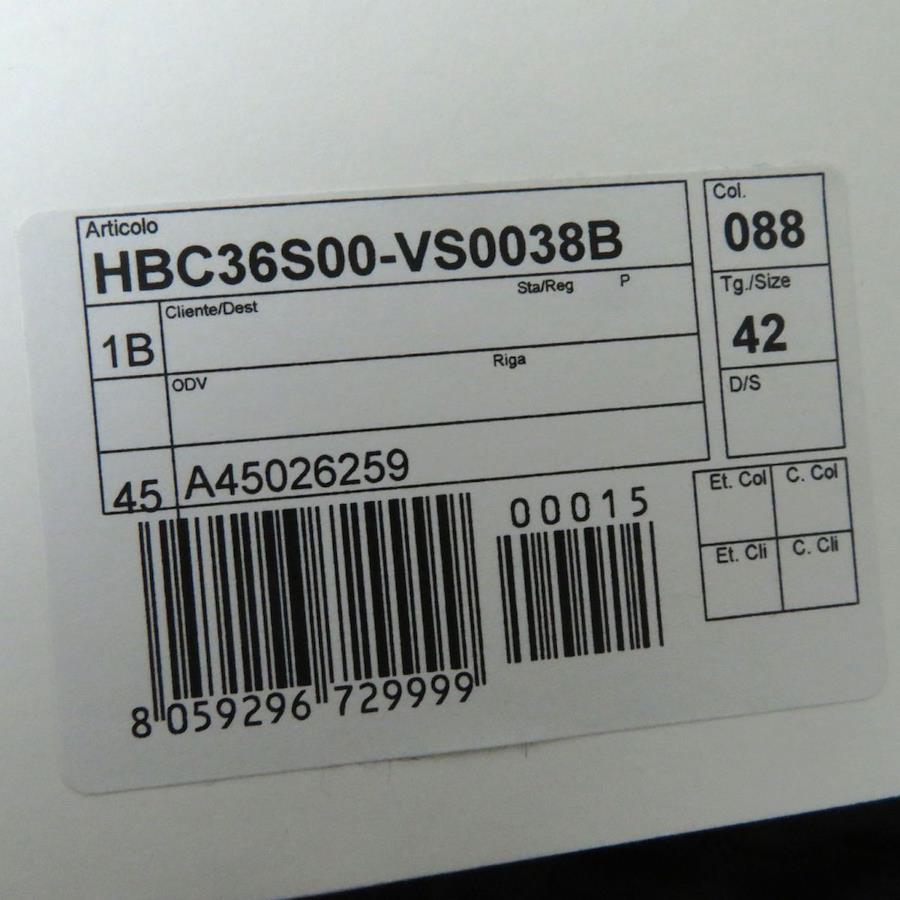 Articolo
HBC36S00-VS0038B
Col.
088
1B
Cliente/Dest
Sta/Reg
P
Tg./Size
42
ODV
Riga
D/S
45
A45026259
Et. Col
C. Col
Et. Cli
C. Cli
00015
8 059296 729999